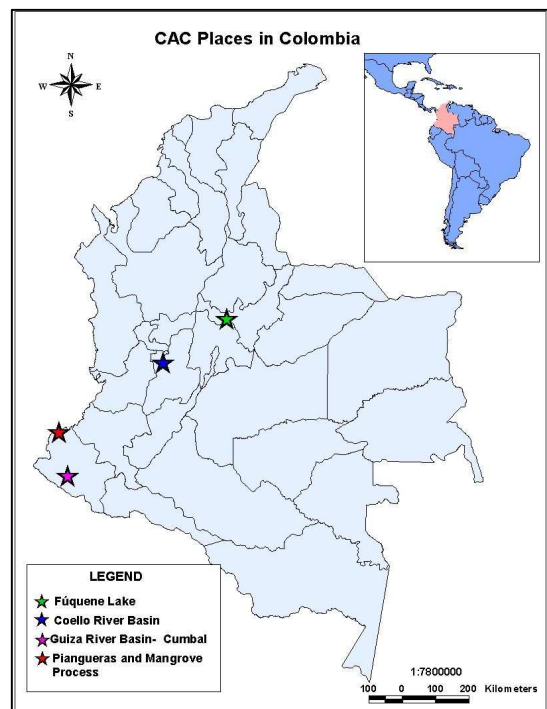 CAC Places in Colombia
N
W E
S
LEGEND
Fúquene Lake
Coello River Basin
Guiza River Basin- Cumbal
Piangueras and Mangrove
Process
1:7800000
100 0 100 200 Kilometers